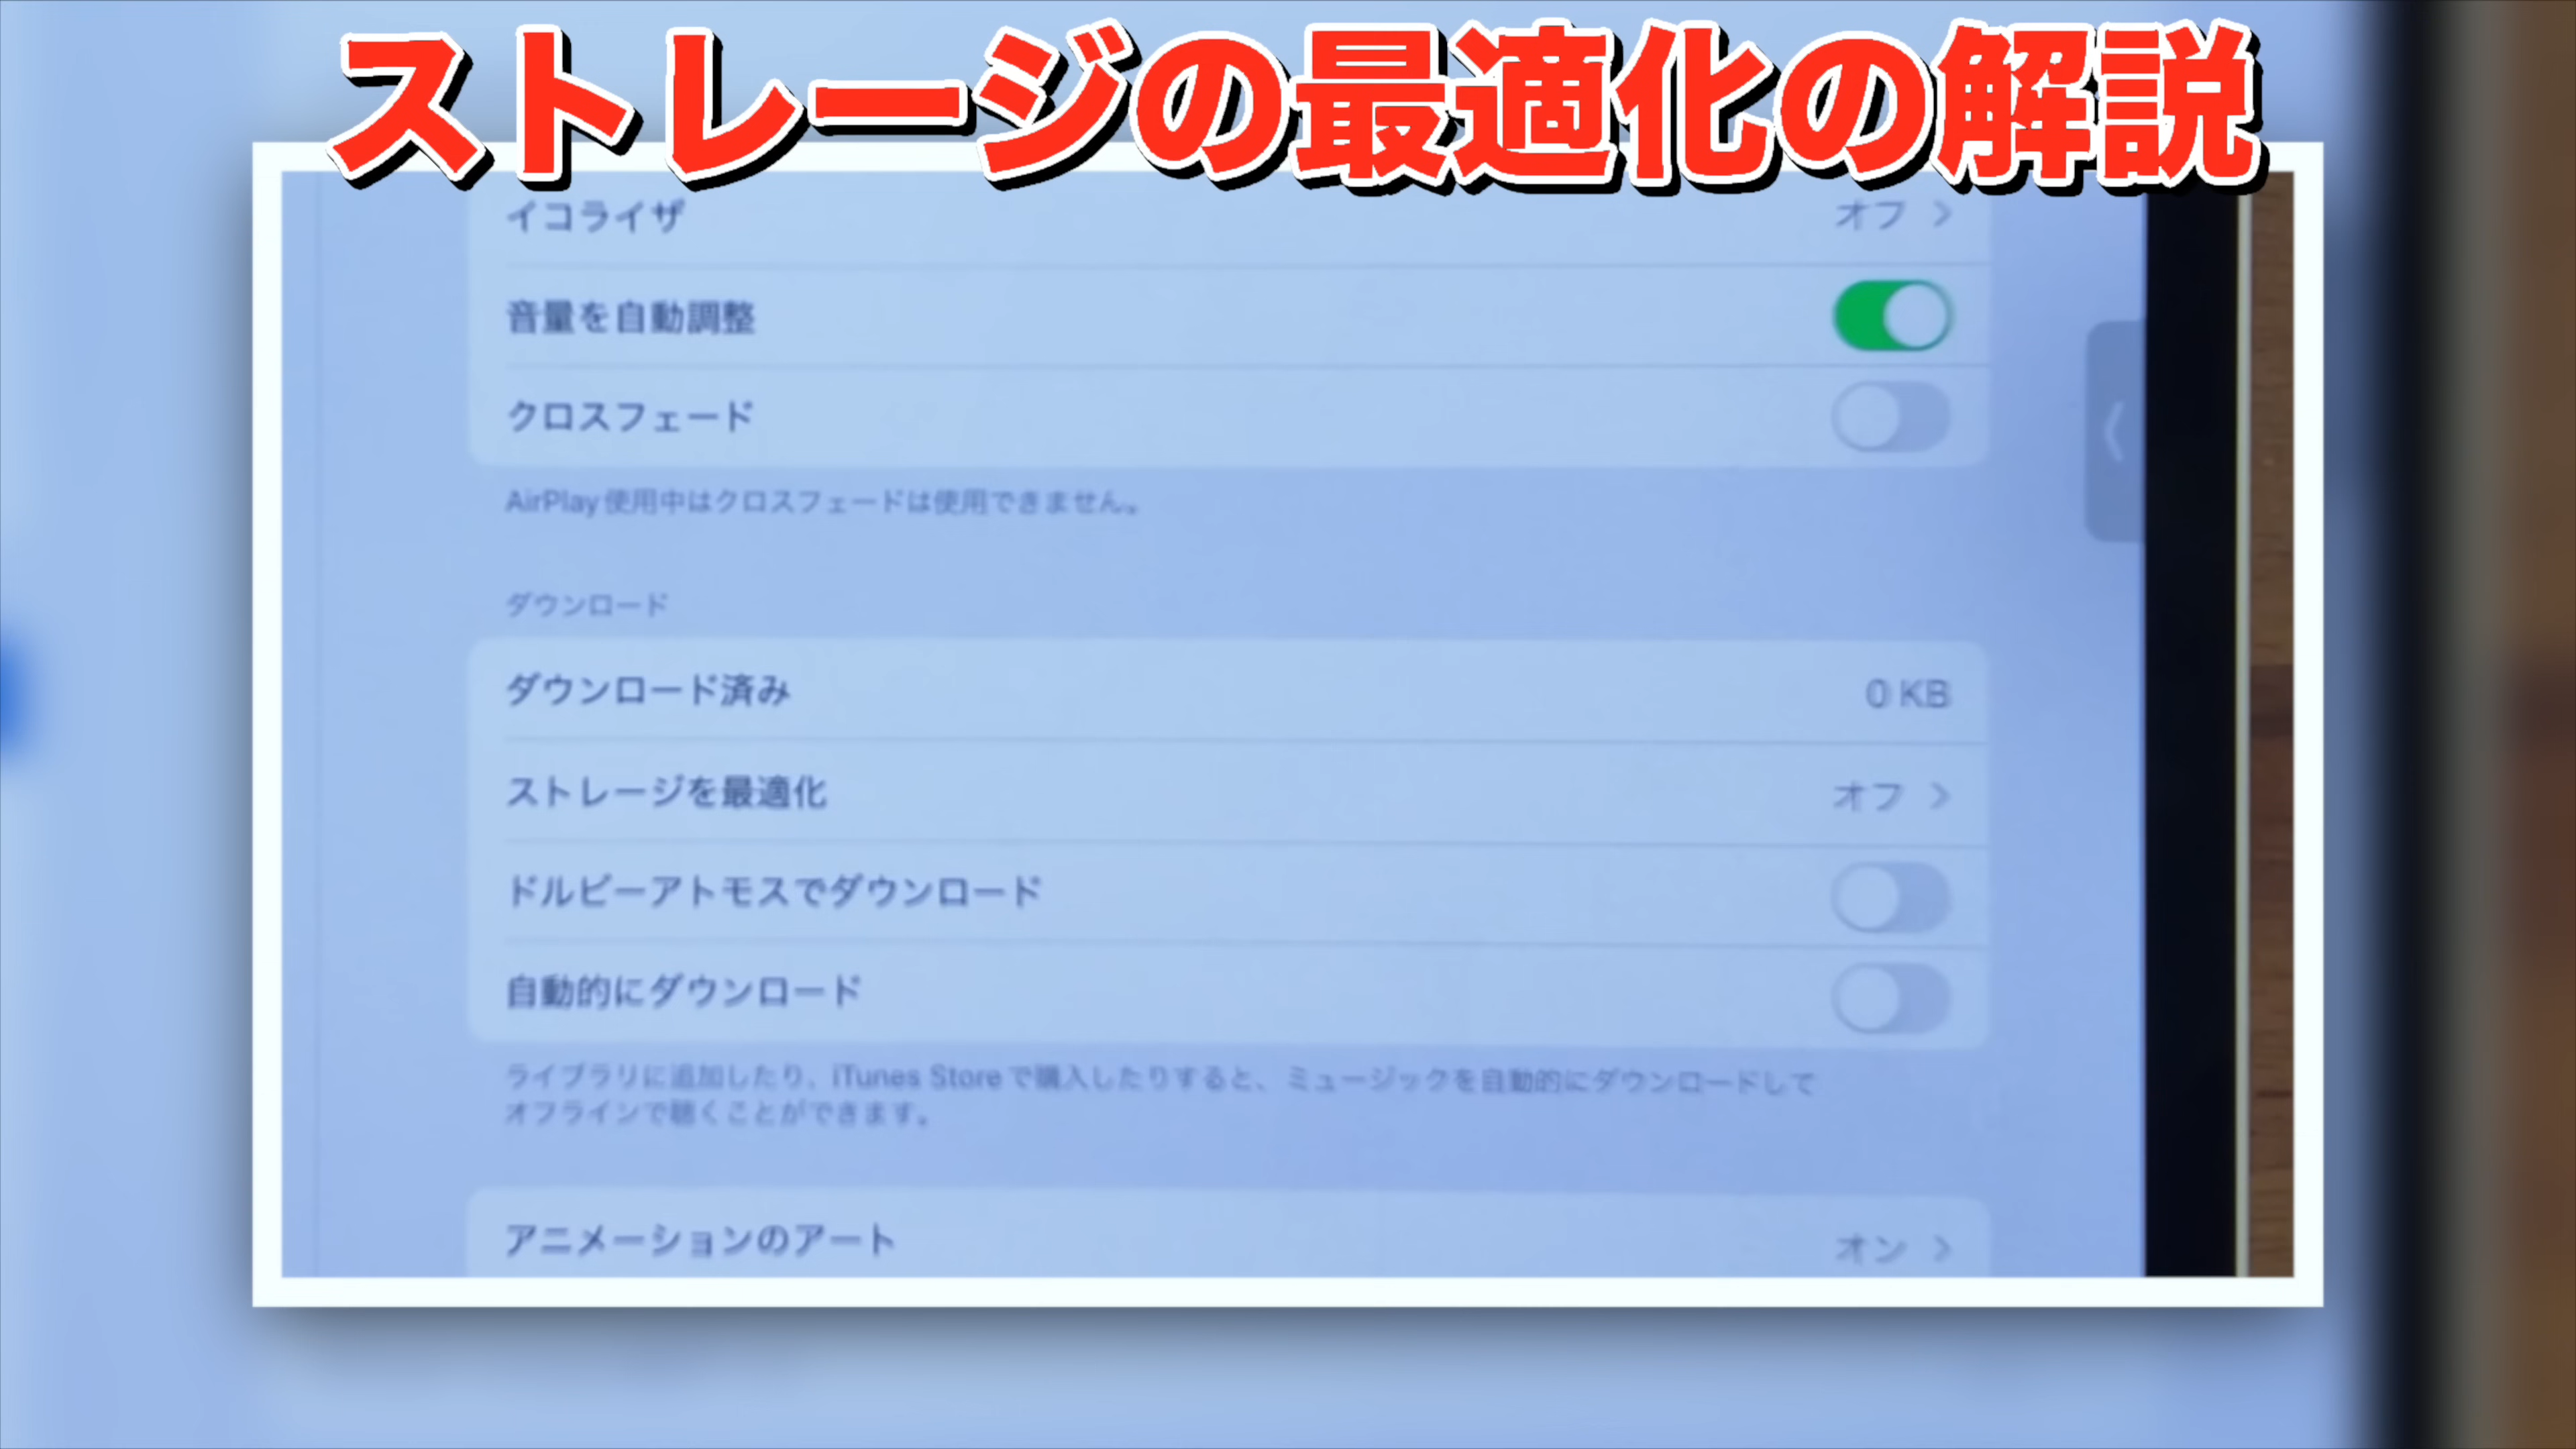 ストレージの最適化の解説
イコライザ
オフ
音量を自動調整
クロスフェード
AirPlay使用中はクロスフェードは使用できません。
ダウンロード
ダウンロード済み
0 KB
ストレージを最適化
オフ
ドルビーアトモスでダウンロード
自動的にダウンロード
ライブラリに追加したり、iTunes Storeで購入したりすると、ミュージックを自動的にダウンロードして
オフラインで聴くことができます。
アニメーションのアート
オン